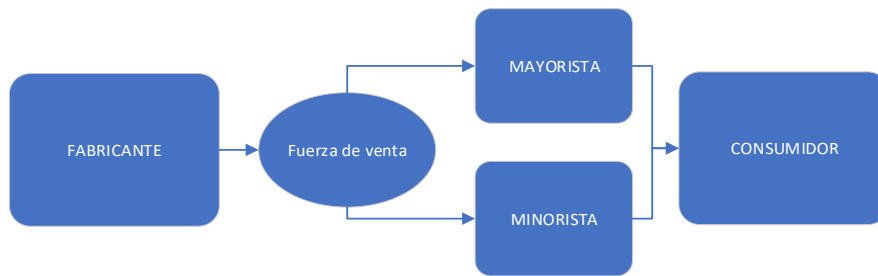 FABRICANTE
Fuerza de venta
MAYORISTA
MINORISTA
CONSUMIDOR